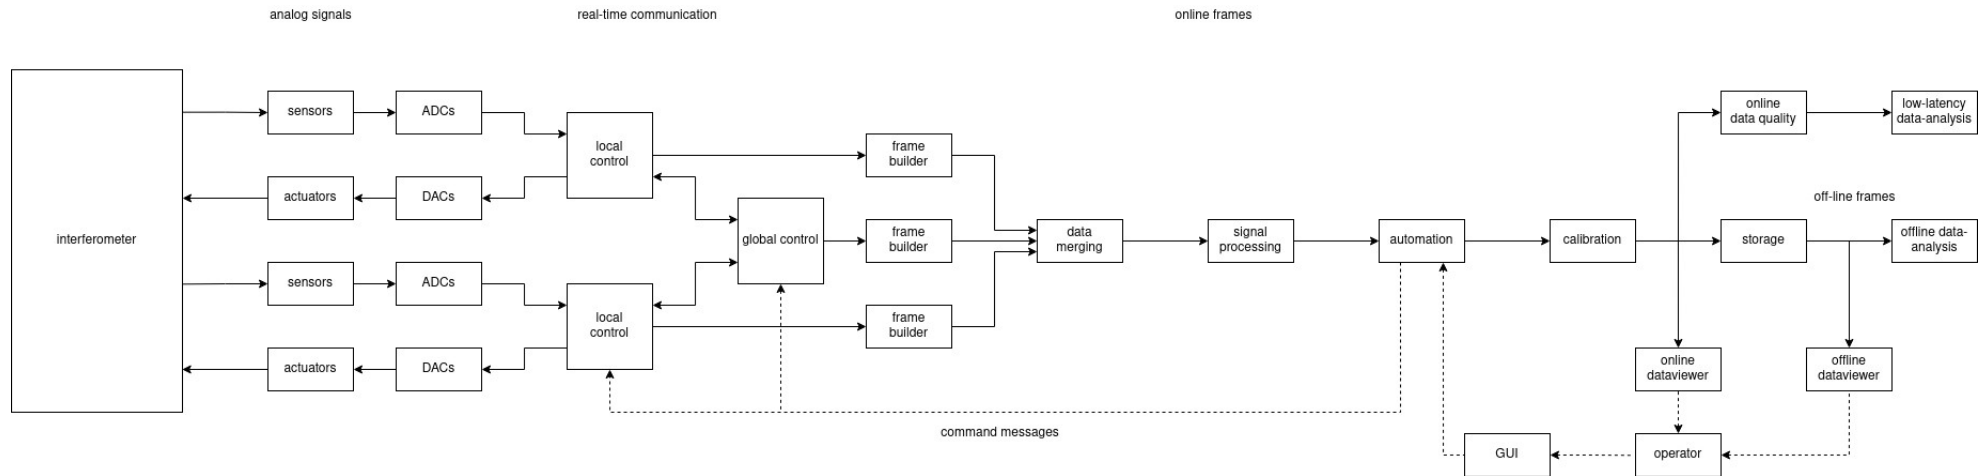 analog signals
real-time communication
online frames
sensors
ADCs
online
data quality
low-latency
data-analysis
local
control
frame
builder
actuators
DACs
off-line frames
interferometer
global control
frame
builder
data
merging
signal
processing
automation
calibration
storage
offline data-
analysis
sensors
ADCs
local
control
frame
builder
actuators
DACs
online
dataviewer
offline
dataviewer
command messages
GUI
operator